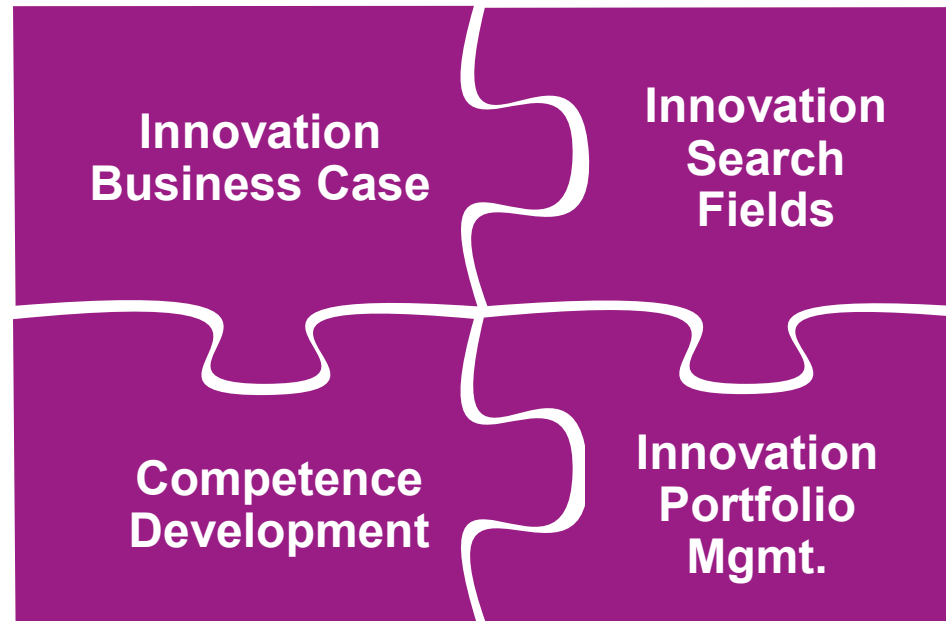 Innovation
Business Case
Innovation
Search
Fields
Competence
Development
Innovation
Portfolio
Mgmt.